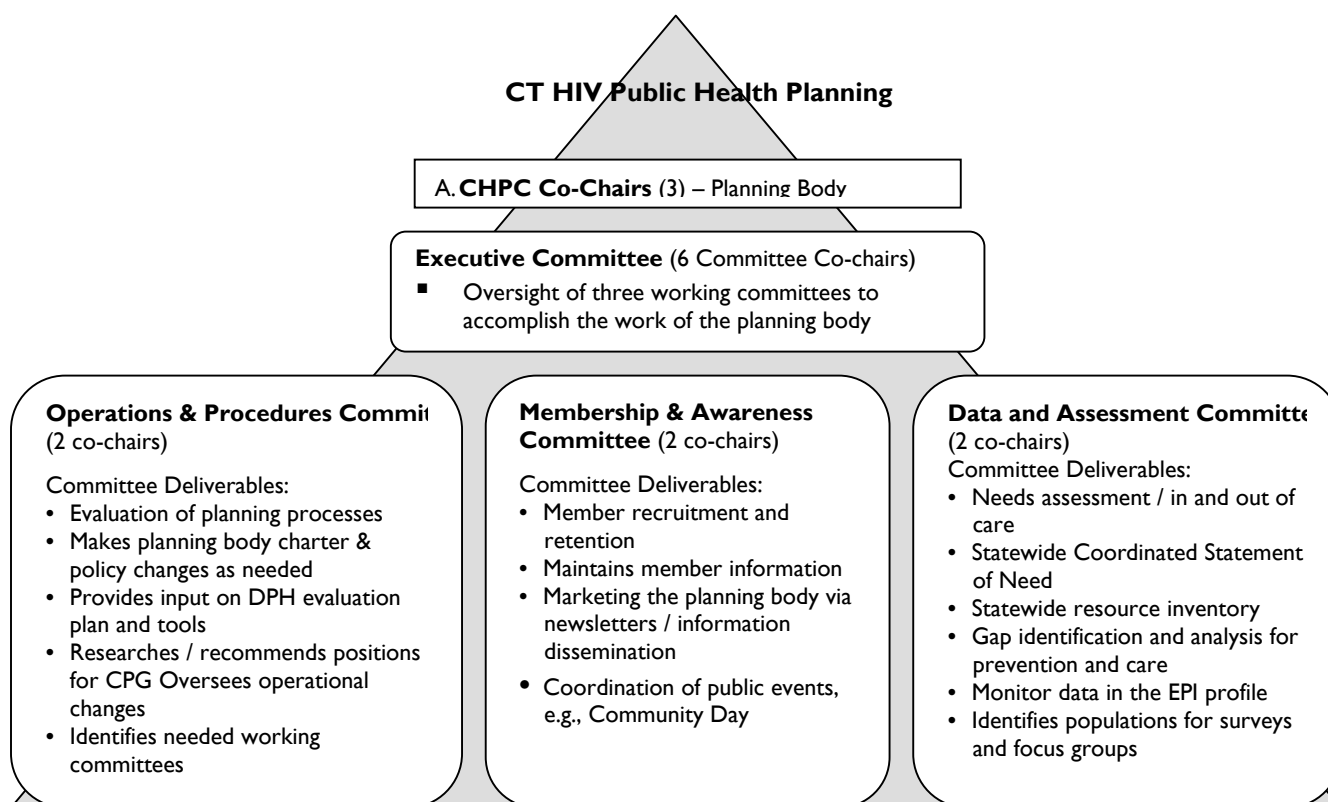 CT HIV Public Health Planning
A. CHPC Co-Chairs (3) – Planning Body
Executive Committee (6 Committee Co-chairs)
▪ Oversight of three working committees to
accomplish the work of the planning body
Operations & Procedures Commit
(2 co-chairs)
Committee Deliverables:
• Evaluation of planning processes
• Makes planning body charter &
policy changes as needed
• Provides input on DPH evaluation
plan and tools
• Researches / recommends positions
for CPG Oversees operational
changes
• Identifies needed working
committees
Membership & Awareness
Committee (2 co-chairs)
Committee Deliverables:
• Member recruitment and
retention
• Maintains member information
• Marketing the planning body via
newsletters / information
dissemination
• Coordination of public events,
e.g., Community Day
Data and Assessment Committe
(2 co-chairs)
Committee Deliverables:
• Needs assessment / in and out of
care
• Statewide Coordinated Statement
of Need
• Statewide resource inventory
• Gap identification and analysis for
prevention and care
• Monitor data in the EPI profile
• Identifies populations for surveys
and focus groups